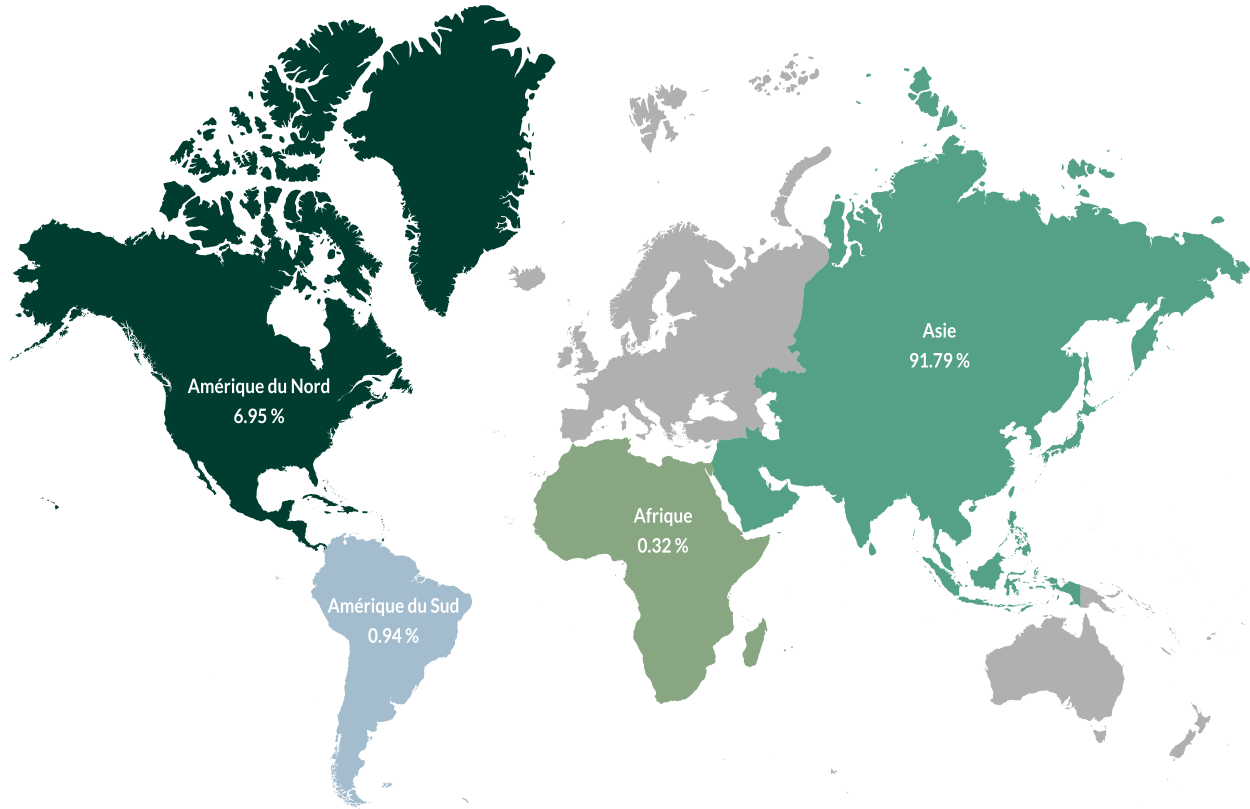 Asie
91.79 %
Amérique du Nord
6.95 %
Afrique
0.32 %
Amérique du Sud
0.94 %